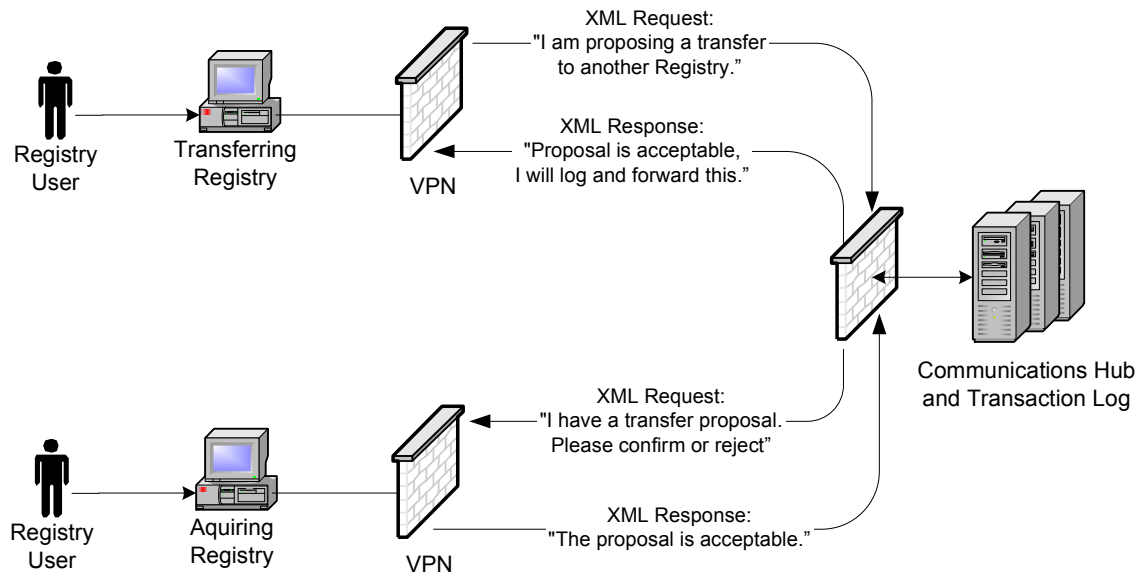 XML Request:
"I am proposing a transfer
to another Registry.”
XML Response:
"Proposal is acceptable,
I will log and forward this.”
Registry
User
Transferring
Registry
VPN
Communications Hub
and Transaction Log
XML Request:
"I have a transfer proposal.
Please confirm or reject”
XML Response:
"The proposal is acceptable.”
Registry
User
Aquiring
Registry
VPN